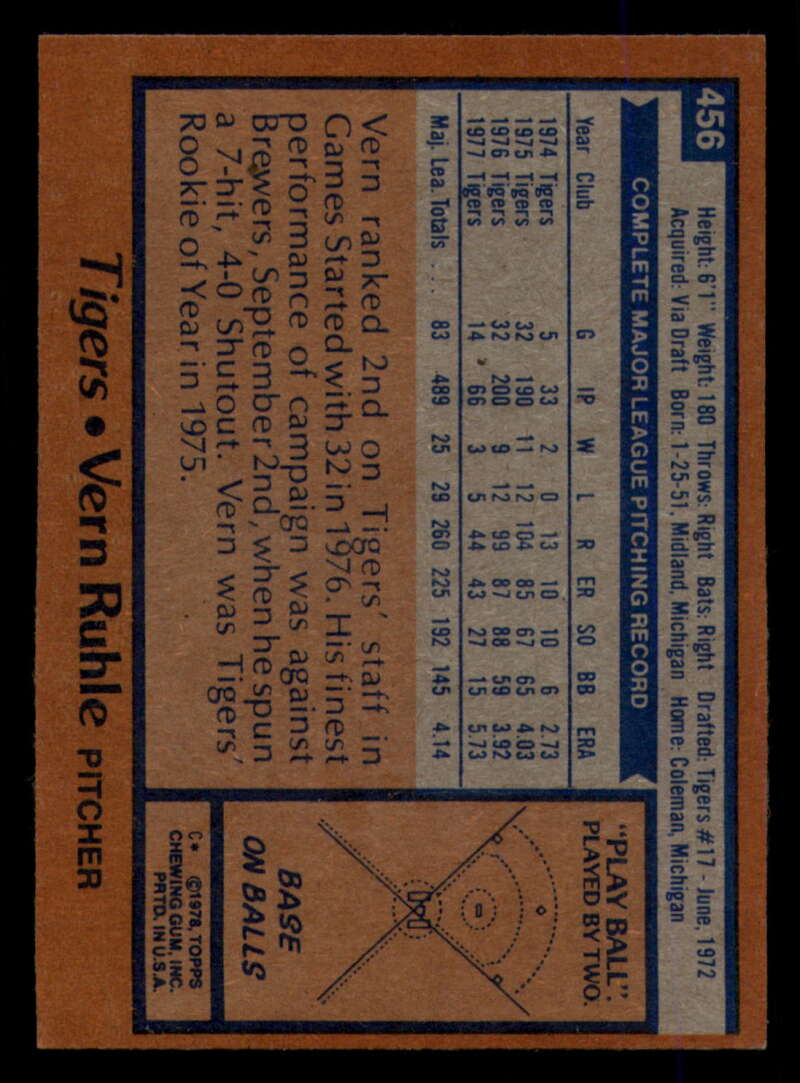 456
Height: 6'1" Weight: 180 Throws: Right Bats: Right Drafted: Tigers #17 - June, 1972
Acquired: Via Draft Born: 1-25-51, Midland, Michigan Home: Coleman, Michigan
COMPLETE MAJOR LEAGUE PITCHING RECORD
Year Club G IP W L R ER SO BB ERA
1974 Tigers 5 33 2 0 13 10 10 6 2.73
1975 Tigers 32 190 11 12 104 85 67 65 4.03
1976 Tigers 32 200 9 12 99 87 88 59 3.92
1977 Tigers 14 66 3 5 44 43 27 15 5.73
Maj. Lea. Totals .... 83 489 25 29 260 225 192 145 4.14
Vern ranked 2nd on Tigers' staff in
Games Started with 32 in 1976. His finest
performance of campaign was against
Brewers, September 2nd, when he spun
a 7-hit, 4-0 Shutout. Vern was Tigers'
Rookie of Year in 1975.
"PLAY BALL".
PLAYED BY TWO.
BASE
ON BALLS
C* ©1978, TOPPS
CHEWING GUM, INC.
PRTD. IN U.S.A.
Tigers • Vern Ruhle PITCHER